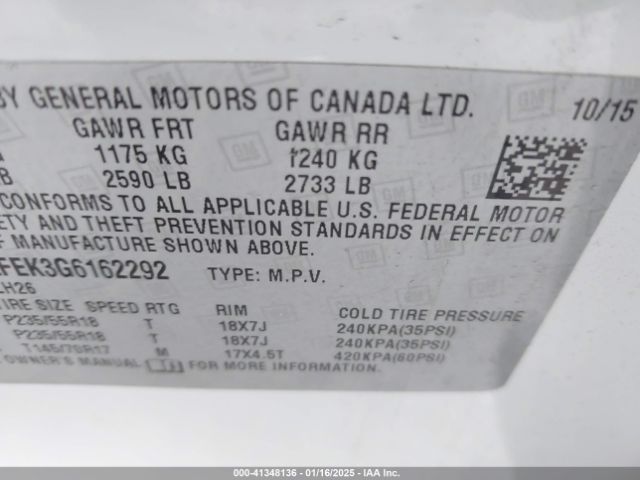 BY GENERAL MOTORS OF CANADA LTD. 10/15
GAWR FRT GAWR RR
G 1175 KG 1240 KG
B 2590 LB 2733 LB
CONFORMS TO ALL APPLICABLE U.S. FEDERAL MOTOR
ETY AND THEFT PREVENTION STANDARDS IN EFFECT ON
OF MANUFACTURE SHOWN ABOVE.
FEK3G6162292 TYPE: M.P.V.
LH26
TIRE SIZE SPEED RTG RIM COLD TIRE PRESSURE
P235/55R18 T 18X7J 240KPA(35PSI)
P235/55R18 T 18X7J 240KPA(35PSI)
T145/70R17 M 17X4.5T 420KPA(60PSI)
OWNER'S MANUAL FOR MORE INFORMATION.
GM
000-41348136 - 01/16/2025 - IAA Inc.